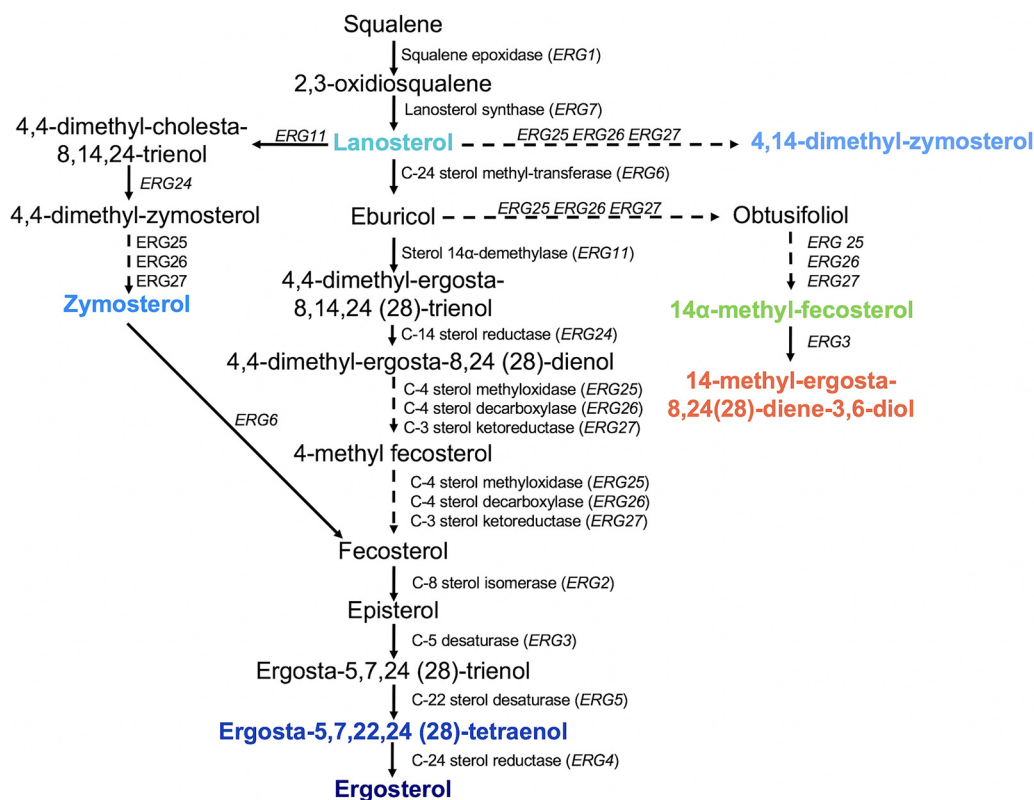 Squalene
Squalene epoxidase (ERG1)
2,3-oxidiosqualene
Lanosterol synthase (ERG7)
4,4-dimethyl-cholesta-
8,14,24-trienol
ERG11
Lanosterol
ERG25 ERG26 ERG27
4,14-dimethyl-zymosterol
ERG24
C-24 sterol methyl-transferase (ERG6)
4,4-dimethyl-zymosterol
Eburicol
ERG25 ERG26 ERG27
Obtusifoliol
ERG25
ERG26
ERG27
Sterol 14α-demethylase (ERG11)
ERG 25
ERG26
ERG27
Zymosterol
4,4-dimethyl-ergosta-
8,14,24 (28)-trienol
14α-methyl-fecosterol
C-14 sterol reductase (ERG24)
ERG3
4,4-dimethyl-ergosta-8,24 (28)-dienol
14-methyl-ergosta-
8,24(28)-diene-3,6-diol
C-4 sterol methyloxidase (ERG25)
C-4 sterol decarboxylase (ERG26)
C-3 sterol ketoreductase (ERG27)
ERG6
4-methyl fecosterol
C-4 sterol methyloxidase (ERG25)
C-4 sterol decarboxylase (ERG26)
C-3 sterol ketoreductase (ERG27)
Fecosterol
C-8 sterol isomerase (ERG2)
Episterol
C-5 desaturase (ERG3)
Ergosta-5,7,24 (28)-trienol
C-22 sterol desaturase (ERG5)
Ergosta-5,7,22,24 (28)-tetraenol
C-24 sterol reductase (ERG4)
Ergosterol